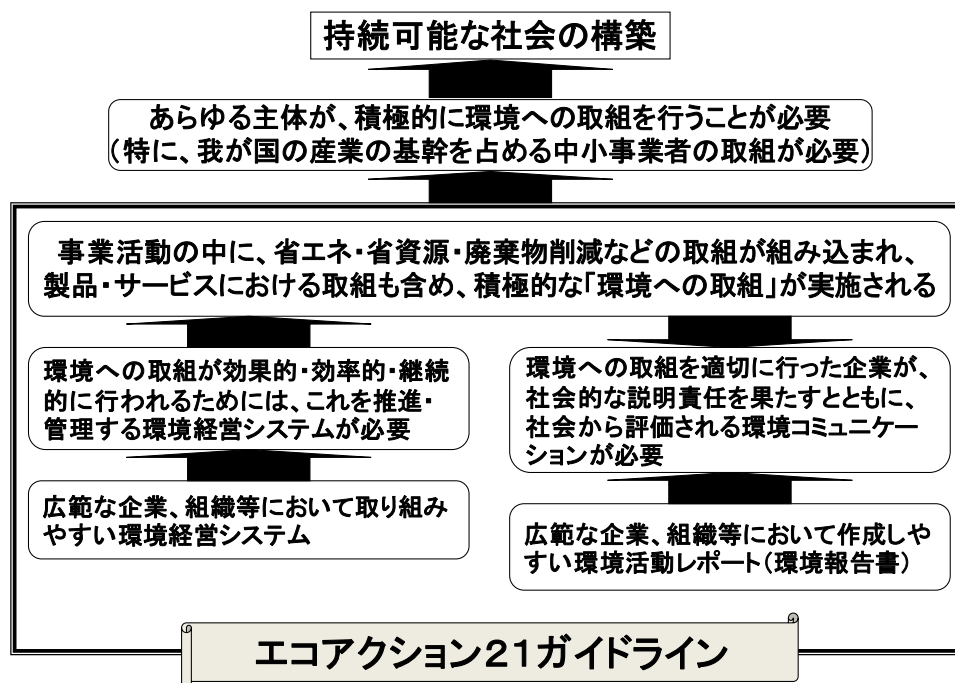 持続可能な社会の構築
あらゆる主体が、積極的に環境への取組を行うことが必要
(特に、我が国の産業の基幹を占める中小事業者の取組が必要)
事業活動の中に、省エネ・省資源・廃棄物削減などの取組が組み込まれ、
製品・サービスにおける取組も含め、積極的な「環境への取組」が実施される
環境への取組が効果的・効率的・継続
的に行われるためには、これを推進・
管理する環境経営システムが必要
環境への取組を適切に行った企業が、
社会的な説明責任を果たすとともに、
社会から評価される環境コミュニケー
ションが必要
広範な企業、組織等において取り組み
やすい環境経営システム
広範な企業、組織等において作成しや
すい環境活動レポート(環境報告書)
エコアクション21ガイドライン